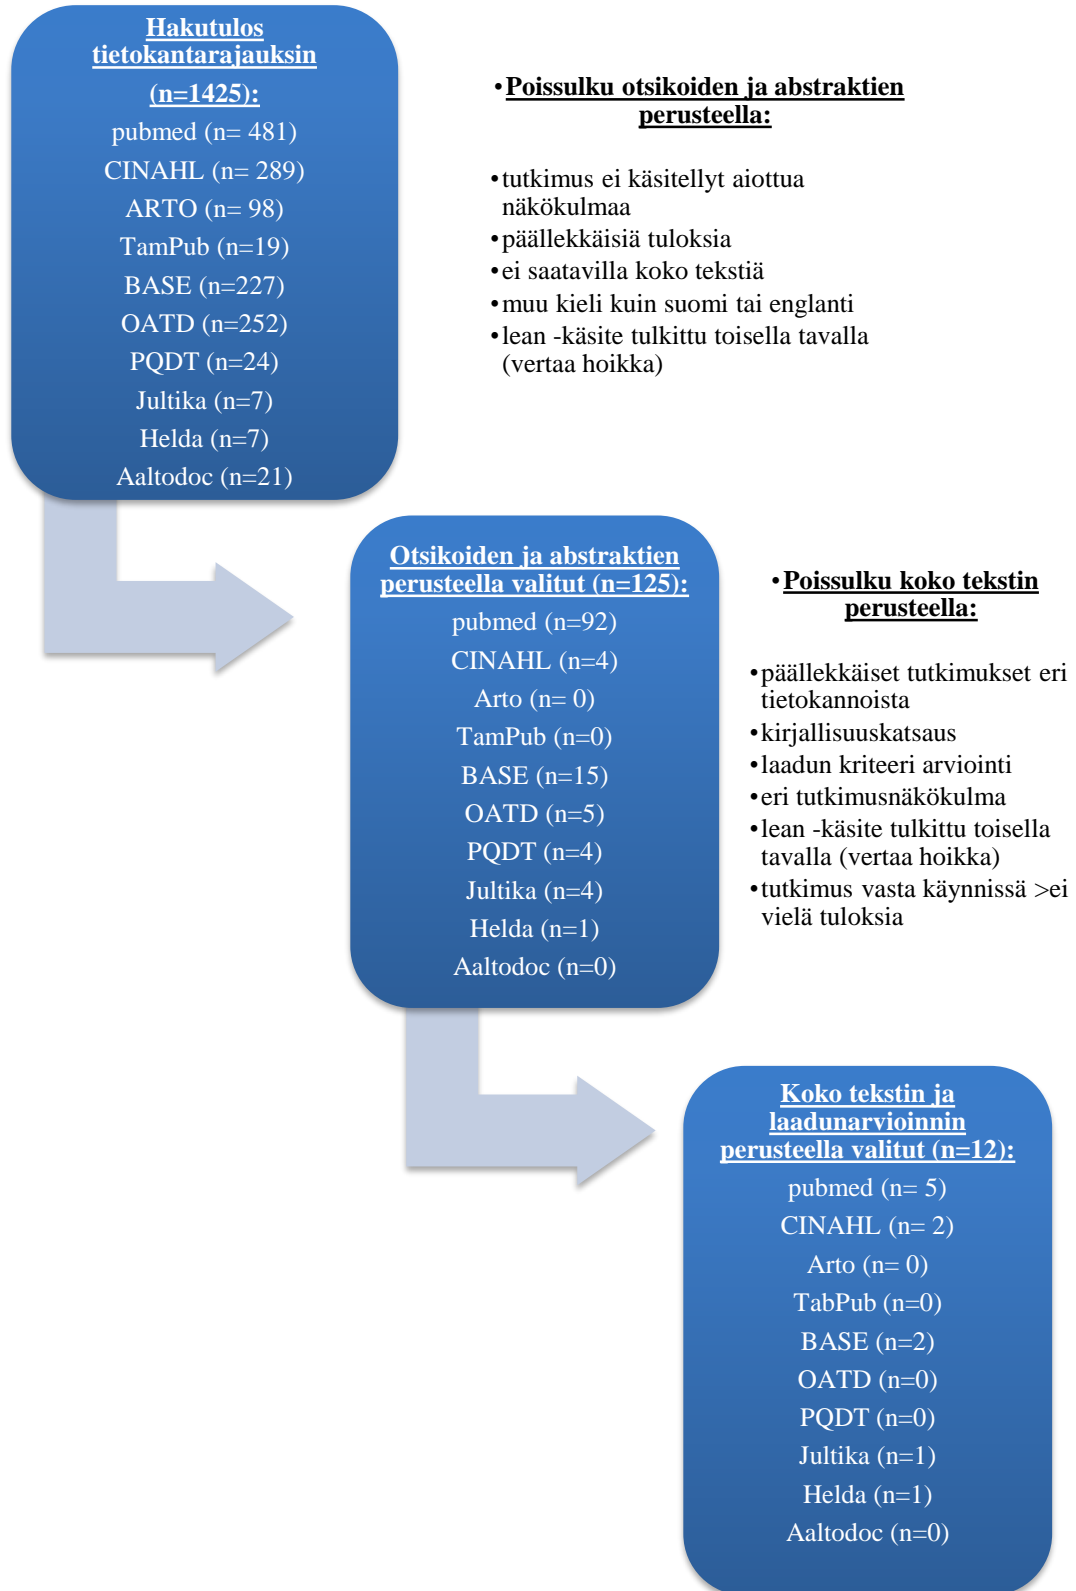 Hakutulos
tietokantarajauksin
(n=1425):
pubmed (n= 481)
CINAHL (n= 289)
ARTO (n= 98)
TamPub (n=19)
BASE (n=227)
OATD (n=252)
PQDT (n=24)
Jultika (n=7)
Helda (n=7)
Aaltodoc (n=21)
•Poissulku otsikoiden ja abstraktien
perusteella:
•tutkimus ei käsitellyt aiottua
näkökulmaa
•päällekkäisiä tuloksia
•ei saatavilla koko tekstiä
•muu kieli kuin suomi tai englanti
•lean -käsite tulkittu toisella tavalla
(vertaa hoikka)
Otsikoiden ja abstraktien
perusteella valitut (n=125):
pubmed (n=92)
CINAHL (n=4)
Arto (n= 0)
TamPub (n=0)
BASE (n=15)
OATD (n=5)
PQDT (n=4)
Jultika (n=4)
Helda (n=1)
Aaltodoc (n=0)
•Poissulku koko tekstin
perusteella:
•päällekkäiset tutkimukset eri
tietokannoista
•kirjallisuuskatsaus
•laadun kriteeri arviointi
•eri tutkimusnäkökulma
•lean -käsite tulkittu toisella
tavalla (vertaa hoikka)
•tutkimus vasta käynnissä >ei
vielä tuloksia
Koko tekstin ja
laadunarvioinnin
perusteella valitut (n=12):
pubmed (n= 5)
CINAHL (n= 2)
Arto (n= 0)
TabPub (n=0)
BASE (n=2)
OATD (n=0)
PQDT (n=0)
Jultika (n=1)
Helda (n=1)
Aaltodoc (n=0)